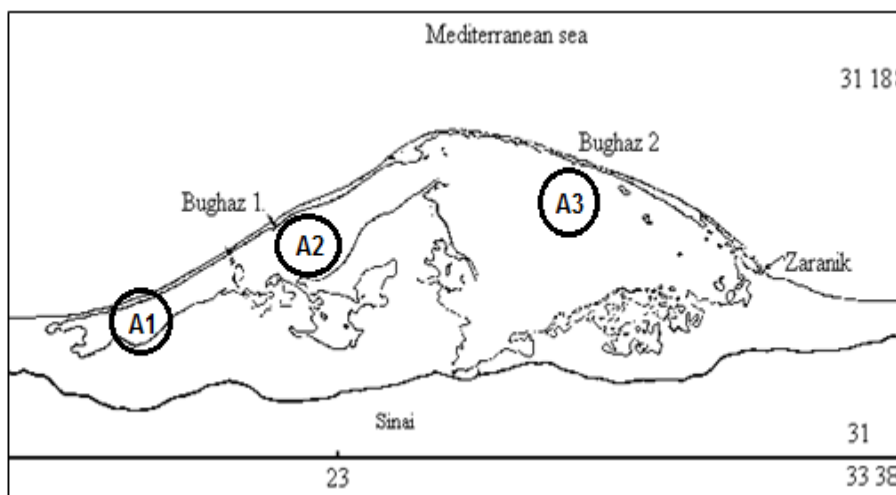 Mediterranean sea
31 18
Bughaz 2
Bughaz 1.
A3
A2
Zaranik
A1
Sinai
31
23
33 38